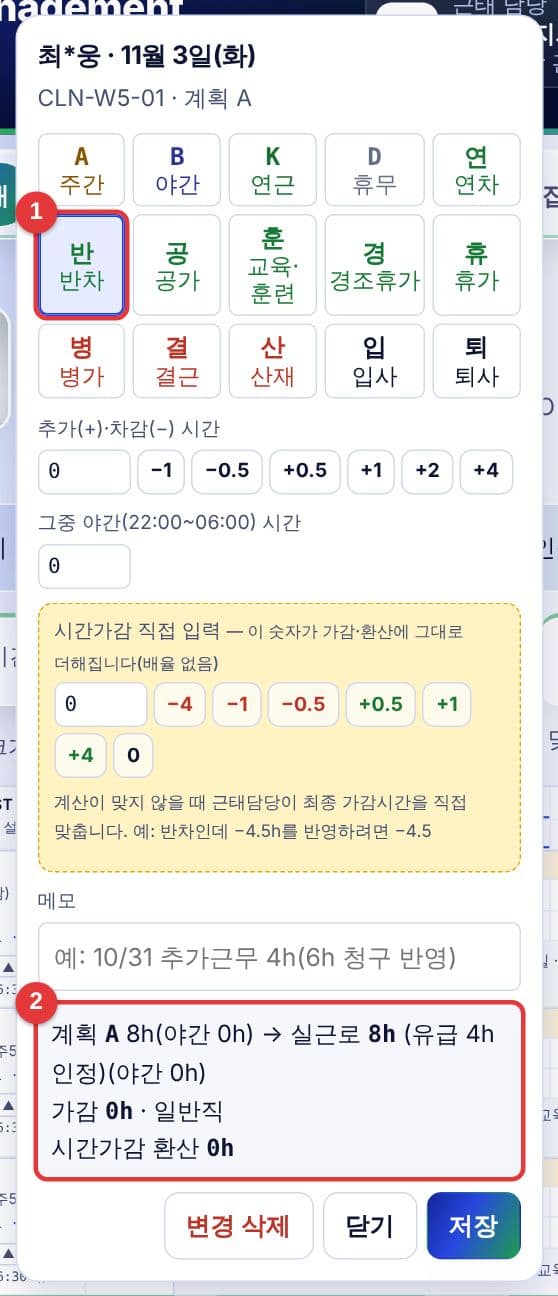 최*웅 · 11월 3일(화)
CLN-W5-01 · 계획 A
A B K D 연
주간 야간 연근 휴무 연차
1
반 공 훈 경 휴
반차 공가 교육·훈련 경조휴가 휴가
병 결 산 입 퇴
병가 결근 산재 입사 퇴사
추가(+)·차감(−) 시간
0 −1 −0.5 +0.5 +1 +2 +4
그중 야간(22:00~06:00) 시간
0
시간가감 직접 입력 — 이 숫자가 가감·환산에 그대로
더해집니다(배율 없음)
0 −4 −1 −0.5 +0.5 +1
+4 0
계산이 맞지 않을 때 근태담당이 최종 가감시간을 직접
맞춥니다. 예: 반차인데 −4.5h를 반영하려면 −4.5
메모
예: 10/31 추가근무 4h(6h 청구 반영)
2
계획 A 8h(야간 0h) → 실근로 8h (유급 4h
인정)(야간 0h)
가감 0h · 일반직
시간가감 환산 0h
변경 삭제 닫기 저장